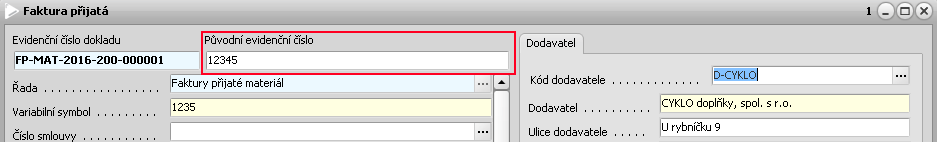 Faktura přijatá 1
Evidenční číslo dokladu Původní evidenční číslo
FP-MAT-2016-200-000001 12345
Řada . . . . . . . . . . . . . . . . Faktury přijaté materiál
Variabilní symbol . . . . . . . . . 1235
Číslo smlouvy . . . . . . . . . . .
Dodavatel
Kód dodavatele . . . . . . . . . . . . . D-CYKLO
Dodavatel . . . . . . . . . . . CYKLO doplňky, spol. s r.o.
Ulice dodavatele . . . . . U rybníčku 9